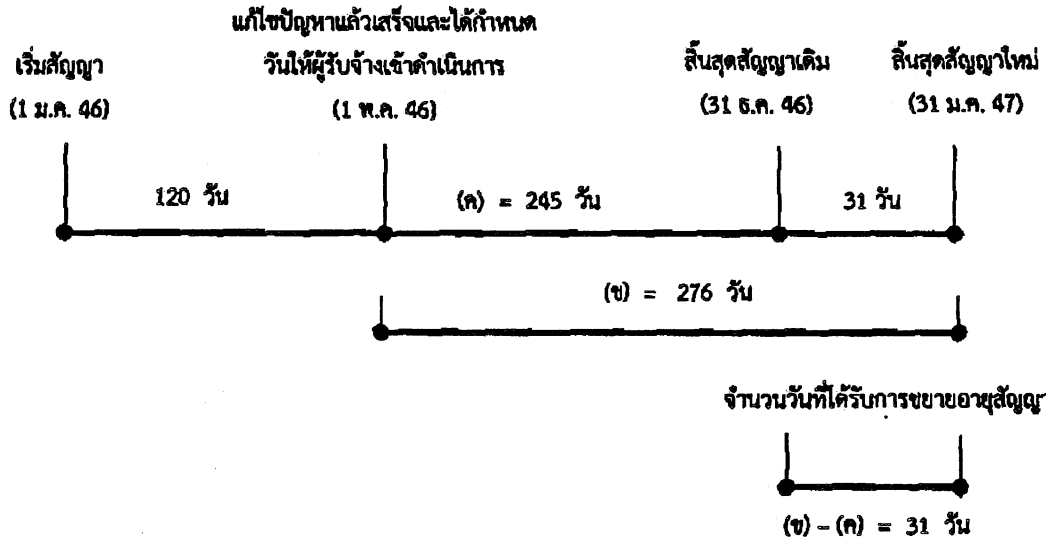 แก้ไขปัญหาแล้วเสร็จและได้กำหนด
เริ่มสัญญา วันให้ผู้รับจ้างเข้าดำเนินการ สิ้นสุดสัญญาเดิม สิ้นสุดสัญญาใหม่
(1 ม.ค. 46) (1 พ.ค. 46) (31 ธ.ค. 46) (31 ม.ค. 47)
120 วัน (ค) = 245 วัน 31 วัน
(ข) = 276 วัน
จำนวนวันที่ได้รับการขยายอายุสัญญ
(ข) - (ค) = 31 วัน